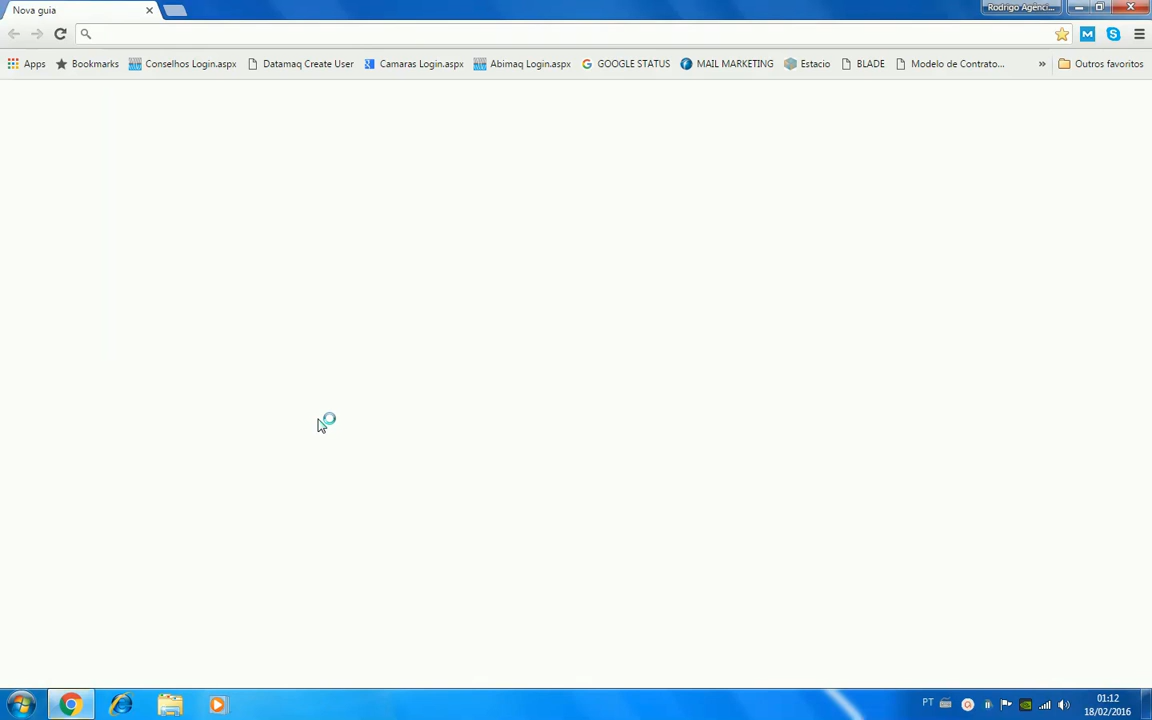 Nova guia
Rodrigo Agenci...
Apps Bookmarks Conselhos Login.aspx Datamaq Create User Camaras Login.aspx Abimaq Login.aspx GOOGLE STATUS MAIL MARKETING Estacio BLADE Modelo de Contrato... » Outros favoritos
PT
01:12
18/02/2016